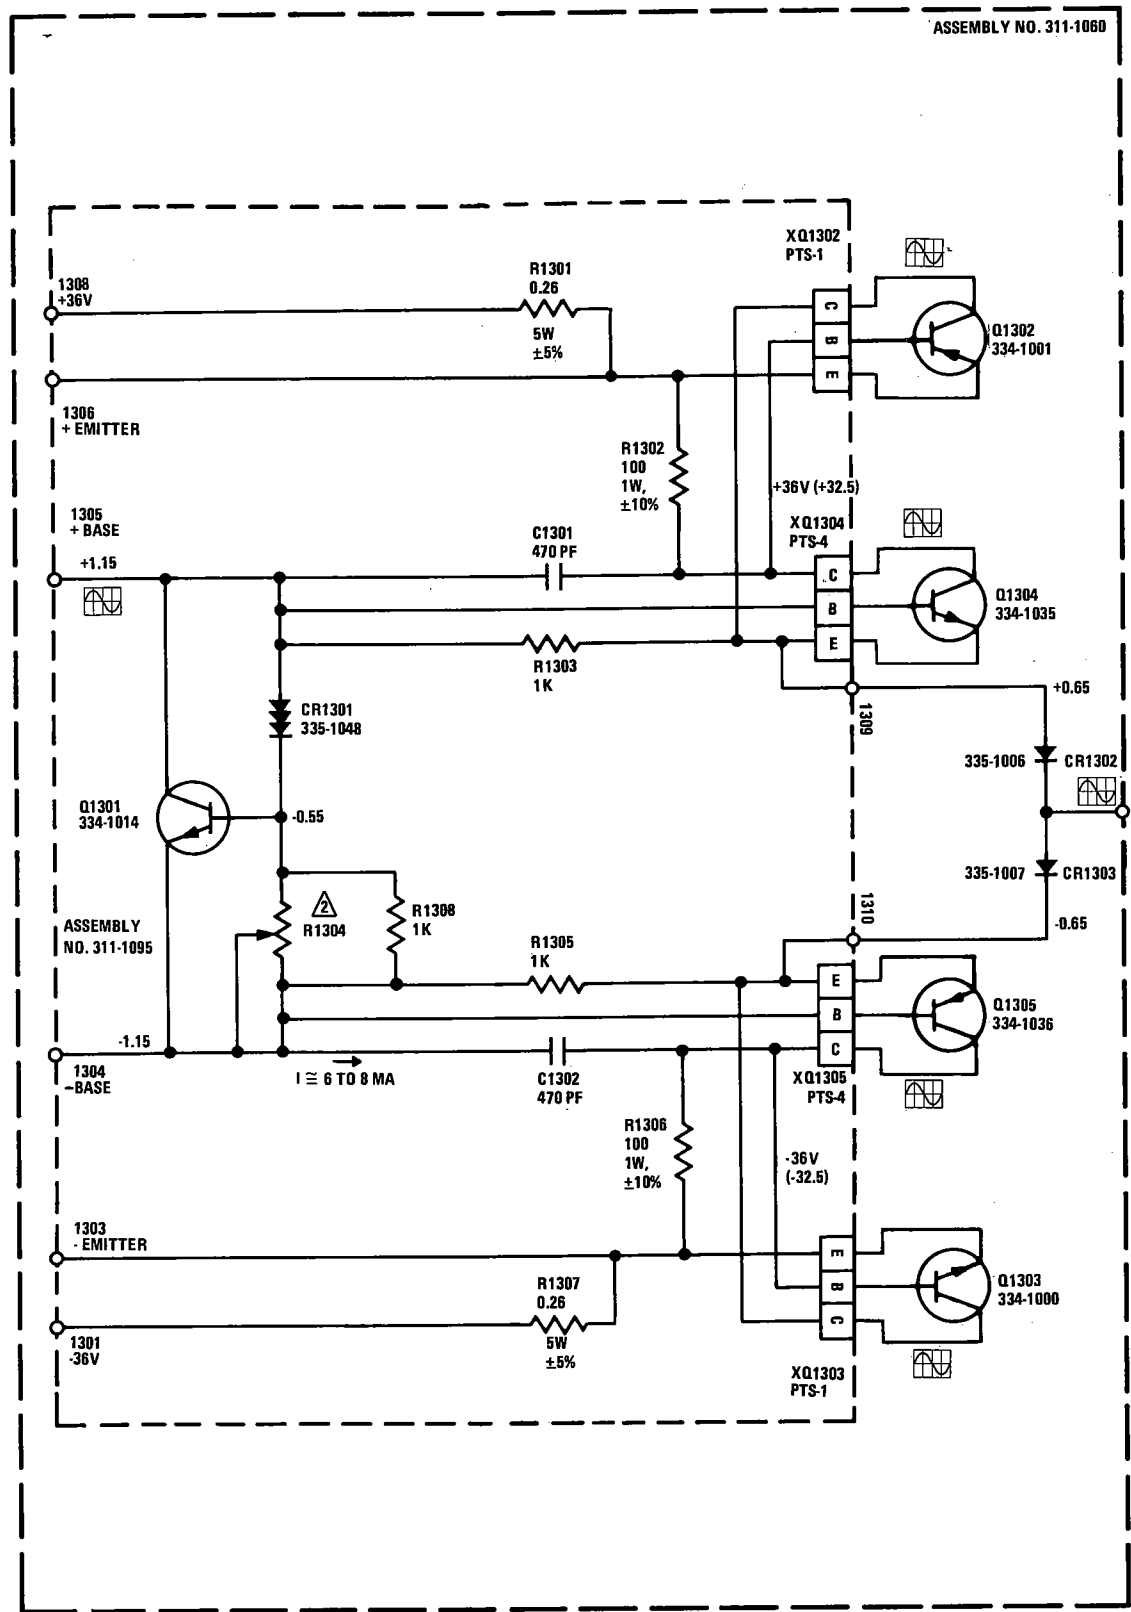 ASSEMBLY NO. 311-1060
XQ1302
PTS-1
1308
+36V
R1301
0.26
5W
±5%
C
B
E
Q1302
334-1001
1306
+ EMITTER
R1302
100
1W,
±10%
+36V (+32.5)
1305
+ BASE
+1.15
C1301
470 PF
XQ1304
PTS-4
C
B
E
Q1304
334-1035
R1303
1K
CR1301
335-1048
1309
+0.65
335-1006
CR1302
Q1301
334-1014
-0.55
335-1007
CR1303
2
R1304
R1308
1K
ASSEMBLY
NO. 311-1095
1310
-0.65
R1305
1K
E
B
C
Q1305
334-1036
-1.15
1304
-BASE
I ≅ 6 TO 8 MA
C1302
470 PF
XQ1305
PTS-4
R1306
100
1W,
±10%
-36V
(-32.5)
1303
- EMITTER
E
B
C
Q1303
334-1000
R1307
0.26
5W
±5%
1301
-36V
XQ1303
PTS-1